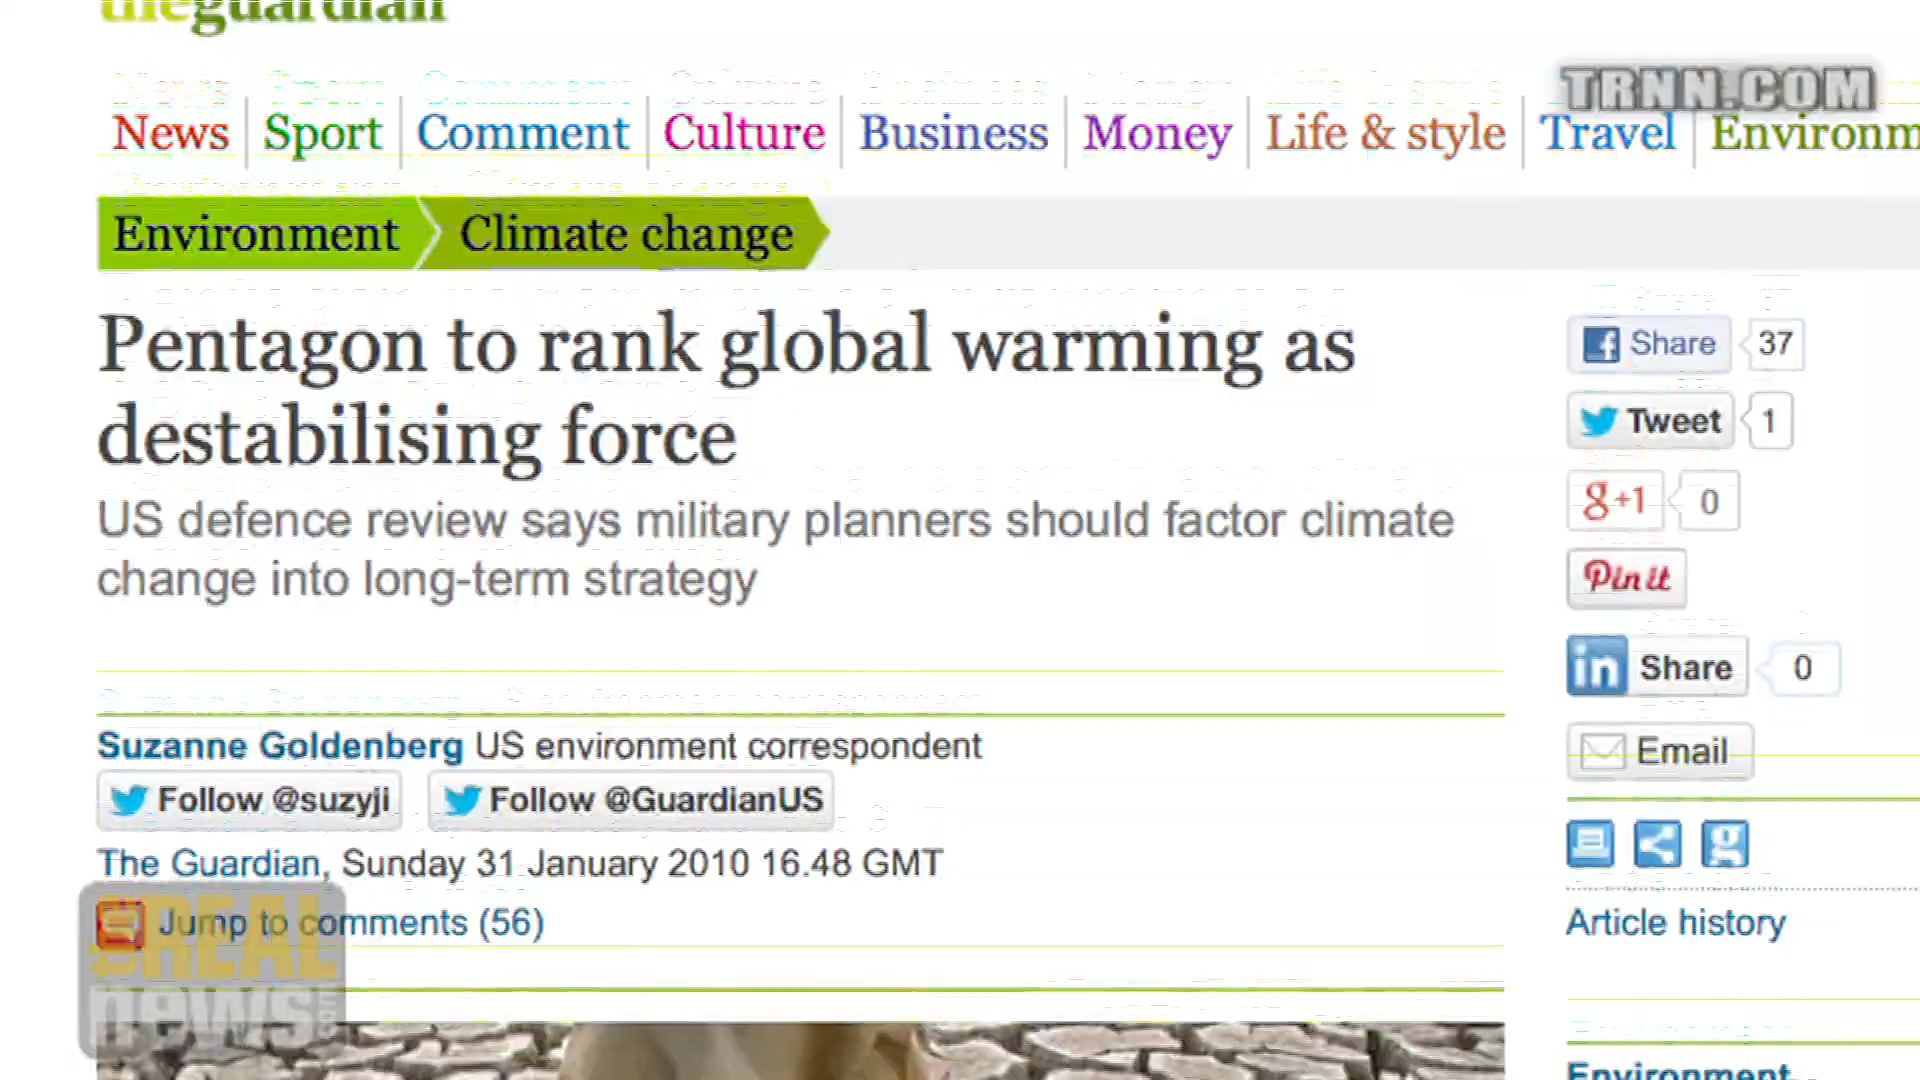 theguardian
TRNN.COM
News Sport Comment Culture Business Money Life & style Travel Environm
Environment Climate change
Pentagon to rank global warming as
destabilising force
US defence review says military planners should factor climate
change into long-term strategy
Suzanne Goldenberg US environment correspondent
Follow @suzyji Follow @GuardianUS
The Guardian, Sunday 31 January 2010 16.48 GMT
Jump to comments (56)
Share 37
Tweet 1
g+1 0
Pin it
in Share 0
Email
g
Article history
Environment
REAL
news